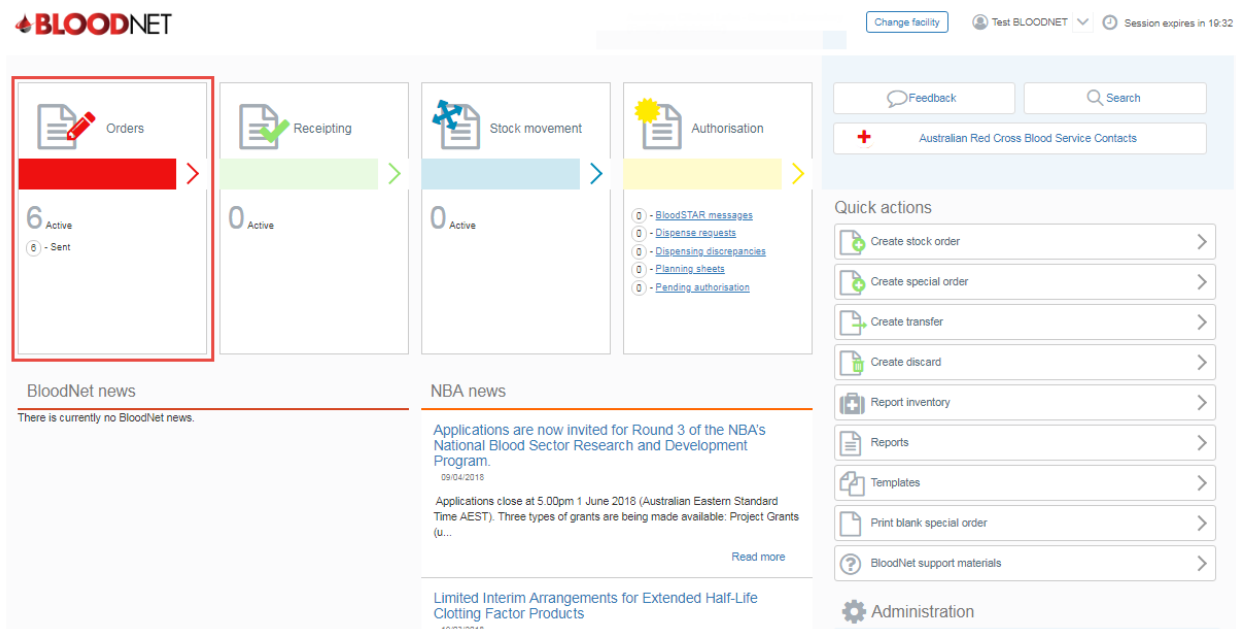 BLOODNET
Change facility
Test BLOODNET
Session expires in 19:32
Orders
6 Active
6 - Sent
Receipting
0 Active
Stock movement
0 Active
Authorisation
0 - BloodSTAR messages
0 - Dispense requests
0 - Dispensing discrepancies
0 - Planning sheets
0 - Pending authorisation
Feedback
Search
Australian Red Cross Blood Service Contacts
Quick actions
Create stock order
Create special order
Create transfer
Create discard
Report inventory
Reports
Templates
Print blank special order
BloodNet support materials
Administration
BloodNet news
There is currently no BloodNet news.
NBA news
Applications are now invited for Round 3 of the NBA's
National Blood Sector Research and Development
Program.
09/04/2018
Applications close at 5.00pm 1 June 2018 (Australian Eastern Standard
Time AEST). Three types of grants are being made available: Project Grants
(u...
Read more
Limited Interim Arrangements for Extended Half-Life
Clotting Factor Products